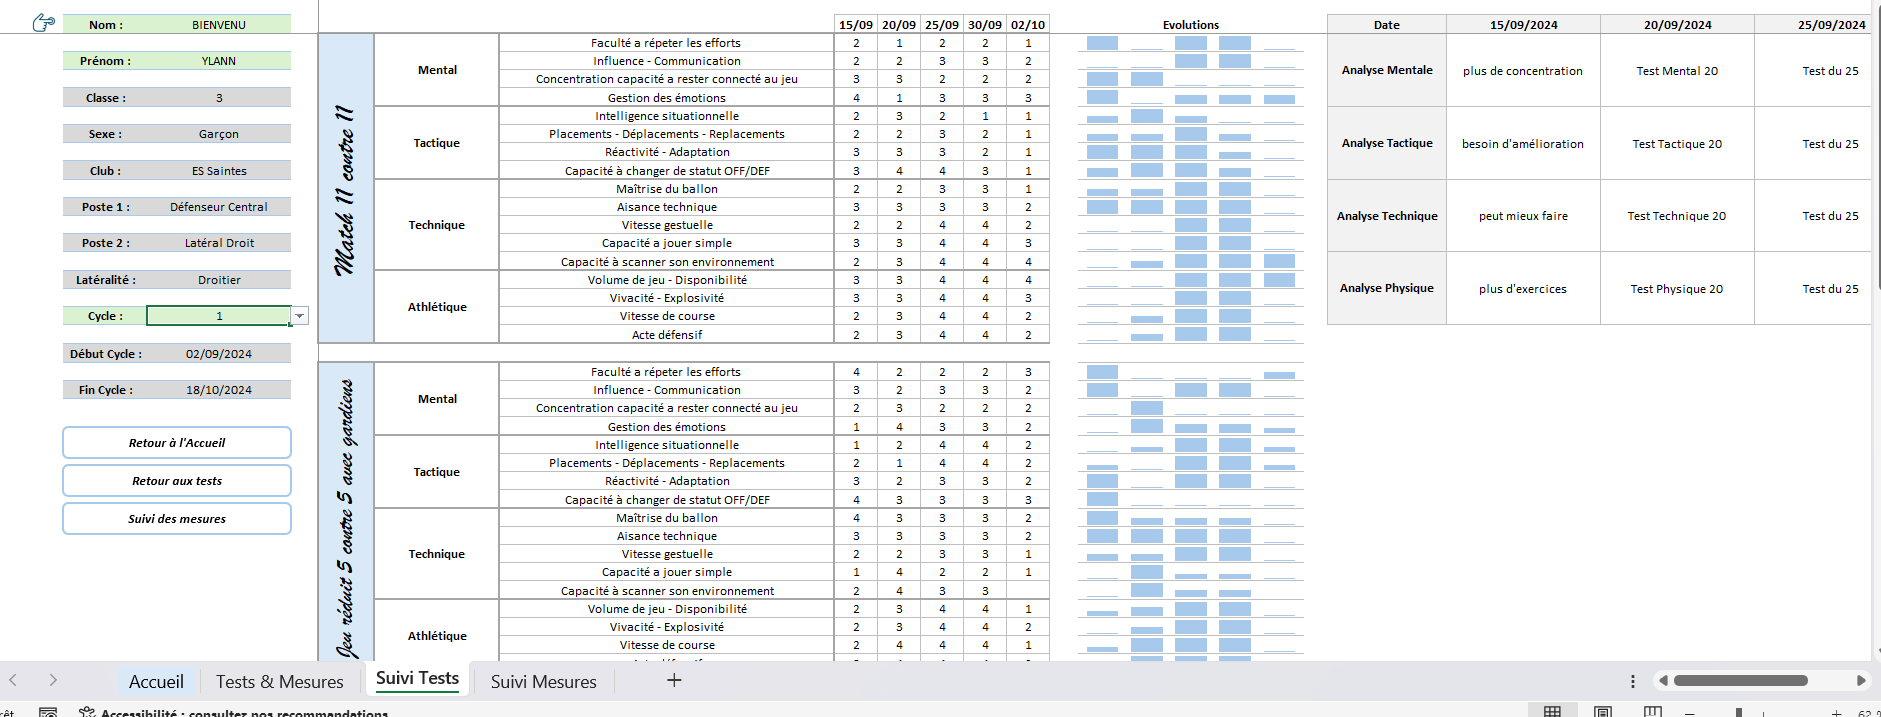 Nom : BIENVENU
Prénom : YLANN
Classe : 3
Sexe : Garçon
Club : ES Saintes
Poste 1 : Défenseur Central
Poste 2 : Latéral Droit
Latéralité : Droitier
Cycle : 1
Début Cycle : 02/09/2024
Fin Cycle : 18/10/2024
Retour à l'Accueil
Retour aux tests
Suivi des mesures
15/09 20/09 25/09 30/09 02/10 Evolutions
Match 11 contre 11
Mental
Faculté a répeter les efforts 2 1 2 2 1
Influence - Communication 2 2 3 3 2
Concentration capacité a rester connecté au jeu 3 3 2 2 2
Gestion des émotions 4 1 3 3 3
Tactique
Intelligence situationnelle 2 3 2 1 1
Placements - Déplacements - Replacements 2 2 3 2 1
Réactivité - Adaptation 3 3 3 2 1
Capacité à changer de statut OFF/DEF 3 4 4 3 1
Technique
Maîtrise du ballon 2 2 3 3 1
Aisance technique 3 3 3 3 2
Vitesse gestuelle 2 2 4 4 2
Capacité a jouer simple 3 3 4 4 3
Capacité à scanner son environnement 2 3 4 4 4
Athlétique
Volume de jeu - Disponibilité 3 3 4 4 4
Vivacité - Explosivité 3 3 4 4 3
Vitesse de course 2 3 4 4 2
Acte défensif 2 3 4 4 2
Jeu réduit 5 contre 5 avec gardiens
Mental
Faculté a répeter les efforts 4 2 2 2 3
Influence - Communication 3 2 3 3 2
Concentration capacité a rester connecté au jeu 2 3 2 2 2
Gestion des émotions 1 4 3 3 2
Tactique
Intelligence situationnelle 1 2 4 4 2
Placements - Déplacements - Replacements 2 1 4 4 2
Réactivité - Adaptation 3 2 3 3 2
Capacité à changer de statut OFF/DEF 4 3 3 3 3
Technique
Maîtrise du ballon 4 3 3 3 2
Aisance technique 3 3 3 3 2
Vitesse gestuelle 2 2 3 3 1
Capacité a jouer simple 1 4 2 2 1
Capacité à scanner son environnement 2 4 3 3
Athlétique
Volume de jeu - Disponibilité 2 3 4 4 1
Vivacité - Explosivité 2 3 4 4 2
Vitesse de course 2 4 4 4 1
Date 15/09/2024 20/09/2024 25/09/2024
Analyse Mentale plus de concentration Test Mental 20 Test du 25
Analyse Tactique besoin d'amélioration Test Tactique 20 Test du 25
Analyse Technique peut mieux faire Test Technique 20 Test du 25
Analyse Physique plus d'exercices Test Physique 20 Test du 25
Accueil Tests & Mesures Suivi Tests Suivi Mesures
Accessibilité : consultez nos recommandations